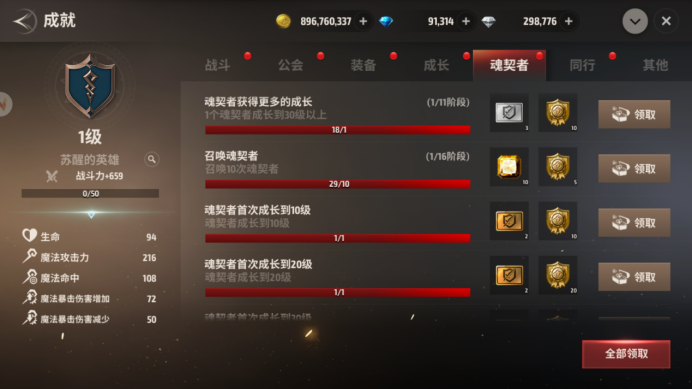 成就
896,760,337 +
91,314 +
298,776 +
战斗
公会
装备
成长
魂契者
同行
其他
1级
苏醒的英雄
战斗力+659
0/50
生命 94
魔法攻击力 216
魔法命中 108
魔法暴击伤害增加 72
魔法暴击伤害减少 50
魂契者获得更多的成长 (1/11阶段)
1个魂契者成长到30级以上
18/1
3
10
领取
召唤魂契者 (1/16阶段)
召唤10次魂契者
29/10
10
5
领取
魂契者首次成长到10级
魂契者成长到10级
1/1
2
10
领取
魂契者首次成长到20级
魂契者成长到20级
1/1
2
20
领取
魂契者首次成长到30级
全部领取